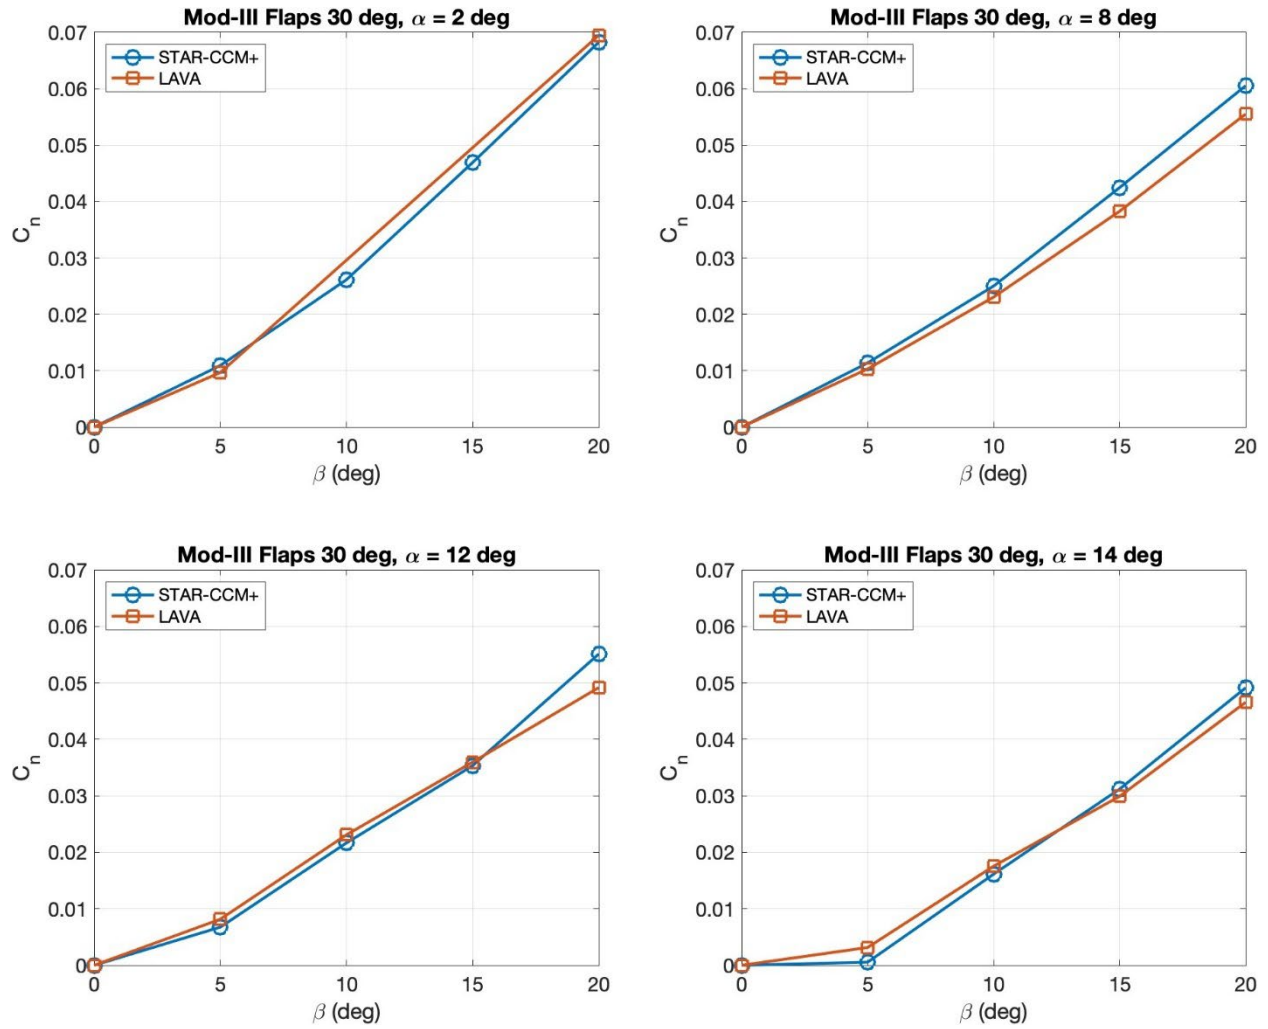 Mod-III Flaps 30 deg, α = 2 deg
STAR-CCM+
LAVA
0.07
0.06
0.05
0.04
0.03
0.02
0.01
0
Cn
0 5 10 15 20
β (deg)
Mod-III Flaps 30 deg, α = 8 deg
STAR-CCM+
LAVA
0.07
0.06
0.05
0.04
0.03
0.02
0.01
0
Cn
0 5 10 15 20
β (deg)
Mod-III Flaps 30 deg, α = 12 deg
STAR-CCM+
LAVA
0.07
0.06
0.05
0.04
0.03
0.02
0.01
0
Cn
0 5 10 15 20
β (deg)
Mod-III Flaps 30 deg, α = 14 deg
STAR-CCM+
LAVA
0.07
0.06
0.05
0.04
0.03
0.02
0.01
0
Cn
0 5 10 15 20
β (deg)